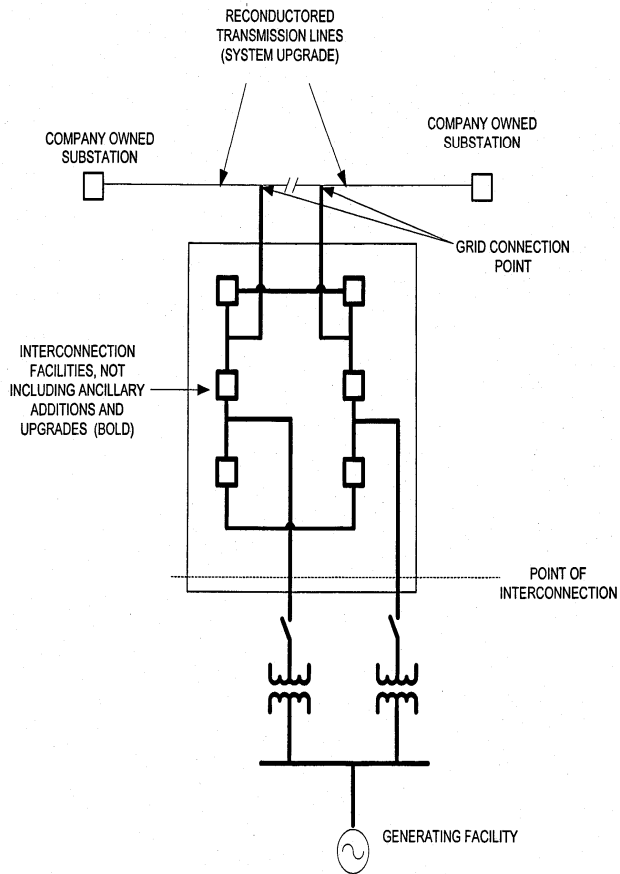 RECONDUCTORED
TRANSMISSION LINES
(SYSTEM UPGRADE)
COMPANY OWNED
SUBSTATION
COMPANY OWNED
SUBSTATION
GRID CONNECTION
POINT
INTERCONNECTION
FACILITIES, NOT
INCLUDING ANCILLARY
ADDITIONS AND
UPGRADES (BOLD)
POINT OF
INTERCONNECTION
GENERATING FACILITY